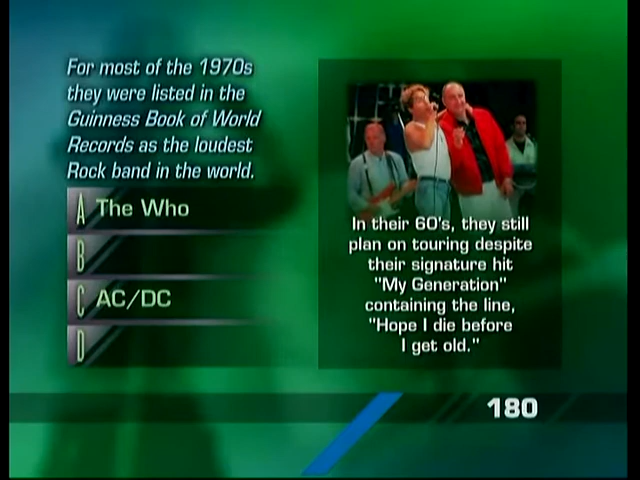 For most of the 1970s
they were listed in the
Guinness Book of World
Records as the loudest
Rock band in the world.
A The Who
B
C AC/DC
D
In their 60's, they still
plan on touring despite
their signature hit
"My Generation"
containing the line,
"Hope I die before
I get old."
180